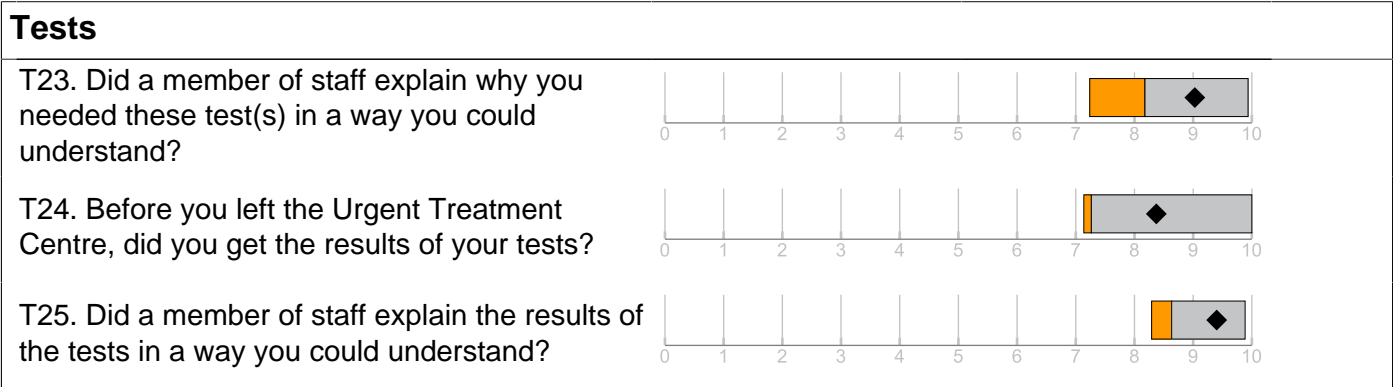 Tests
T23. Did a member of staff explain why you
needed these test(s) in a way you could
understand?
0 1 2 3 4 5 6 7 8 9 10
T24. Before you left the Urgent Treatment
Centre, did you get the results of your tests?
0 1 2 3 4 5 6 7 8 9 10
T25. Did a member of staff explain the results of
the tests in a way you could understand?
0 1 2 3 4 5 6 7 8 9 10